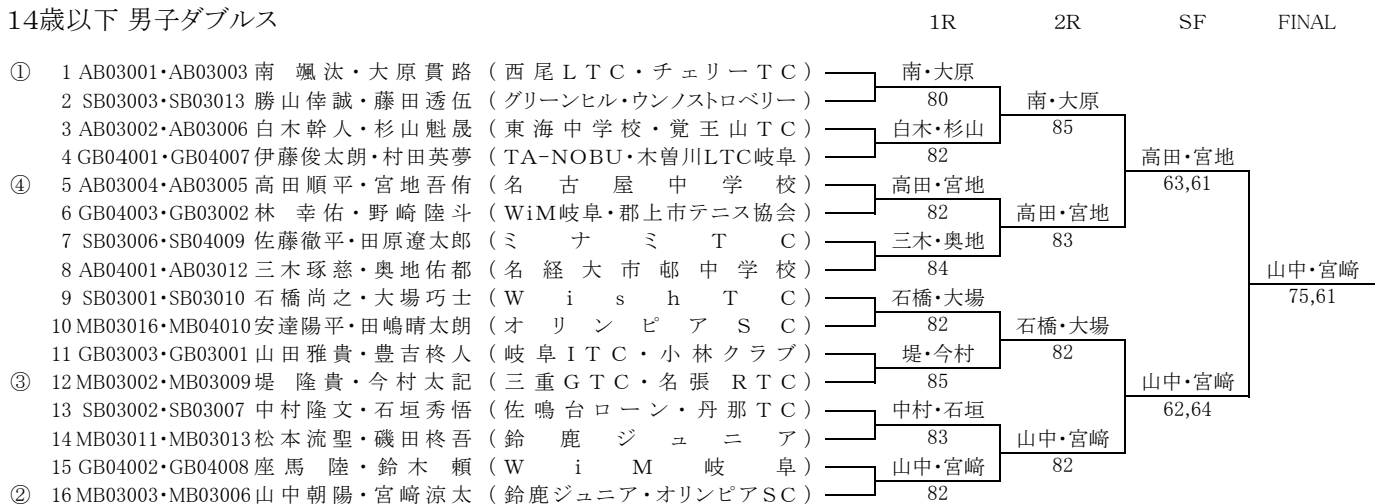 14歳以下 男子ダブルス 1R 2R SF FINAL
① 1 AB03001・AB03003 南 颯汰・大原貫路 (西尾LTC・チェリーTC) 南・大原
2 SB03003・SB03013 勝山倖誠・藤田透伍 (グリーンヒル・ウンノストロベリー) 80 南・大原
3 AB03002・AB03006 白木幹人・杉山魁晟 (東海中学校・覚王山TC) 白木・杉山 85
4 GB04001・GB04007 伊藤俊太朗・村田英夢 (TA-NOBU・木曽川LTC岐阜) 82 高田・宮地
④ 5 AB03004・AB03005 高田順平・宮地吾侑 (名古屋中学校) 高田・宮地 63,61
6 GB04003・GB03002 林 幸佑・野崎陸斗 (WiM岐阜・郡上市テニス協会) 82 高田・宮地
7 SB03006・SB04009 佐藤徹平・田原遼太郎 (ミナミTC) 三木・奥地 83
8 AB04001・AB03012 三木琢慈・奥地佑都 (名経大市邨中学校) 84 山中・宮﨑
9 SB03001・SB03010 石橋尚之・大場巧士 (WishTC) 石橋・大場 75,61
10 MB03016・MB04010 安達陽平・田嶋晴太朗 (オリンピアSC) 82 石橋・大場
11 GB03003・GB03001 山田雅貴・豊吉柊人 (岐阜ITC・小林クラブ) 堤・今村 82
③ 12 MB03002・MB03009 堤 隆貴・今村太記 (三重GTC・名張 RTC) 85 山中・宮﨑
13 SB03002・SB03007 中村隆文・石垣秀悟 (佐鳴台ローン・丹那TC) 中村・石垣 62,64
14 MB03011・MB03013 松本流聖・磯田柊吾 (鈴鹿ジュニア) 83 山中・宮﨑
15 GB04002・GB04008 座馬 陸・鈴木 頼 (WiM岐阜) 山中・宮﨑 82
② 16 MB03003・MB03006 山中朝陽・宮﨑涼太 (鈴鹿ジュニア・オリンピアSC) 82